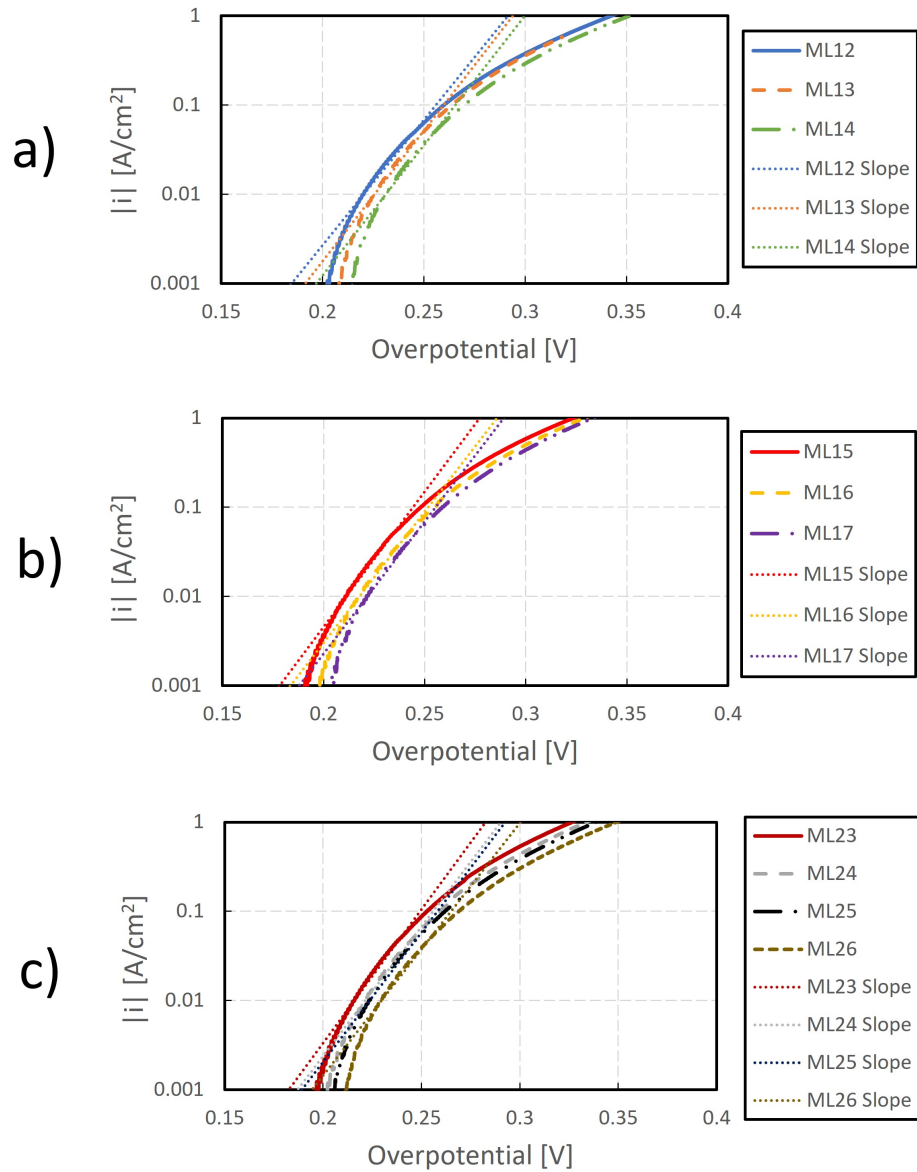 a)
|i| [A/cm²]
1
0.1
0.01
0.001
0.15 0.2 0.25 0.3 0.35 0.4
Overpotential [V]
ML12
ML13
ML14
ML12 Slope
ML13 Slope
ML14 Slope
b)
|i| [A/cm²]
1
0.1
0.01
0.001
0.15 0.2 0.25 0.3 0.35 0.4
Overpotential [V]
ML15
ML16
ML17
ML15 Slope
ML16 Slope
ML17 Slope
c)
|i| [A/cm²]
1
0.1
0.01
0.001
0.15 0.2 0.25 0.3 0.35 0.4
Overpotential [V]
ML23
ML24
ML25
ML26
ML23 Slope
ML24 Slope
ML25 Slope
ML26 Slope